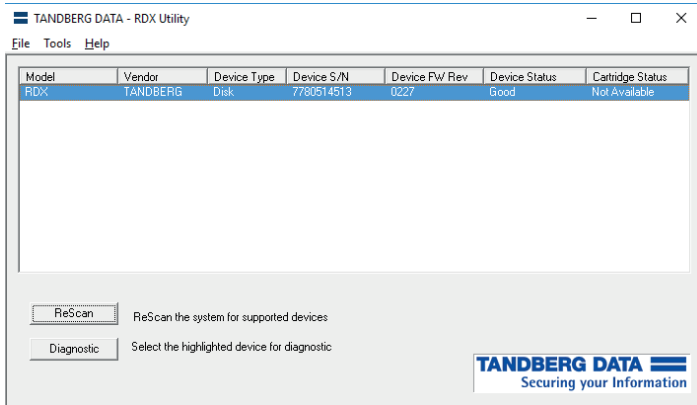 TANDBERG DATA - RDX Utility
File Tools Help
Model Vendor Device Type Device S/N Device FW Rev Device Status Cartridge Status
RDX TANDBERG Disk 7780514513 0227 Good Not Available
ReScan ReScan the system for supported devices
Diagnostic Select the highlighted device for diagnostic
TANDBERG DATA
Securing your Information